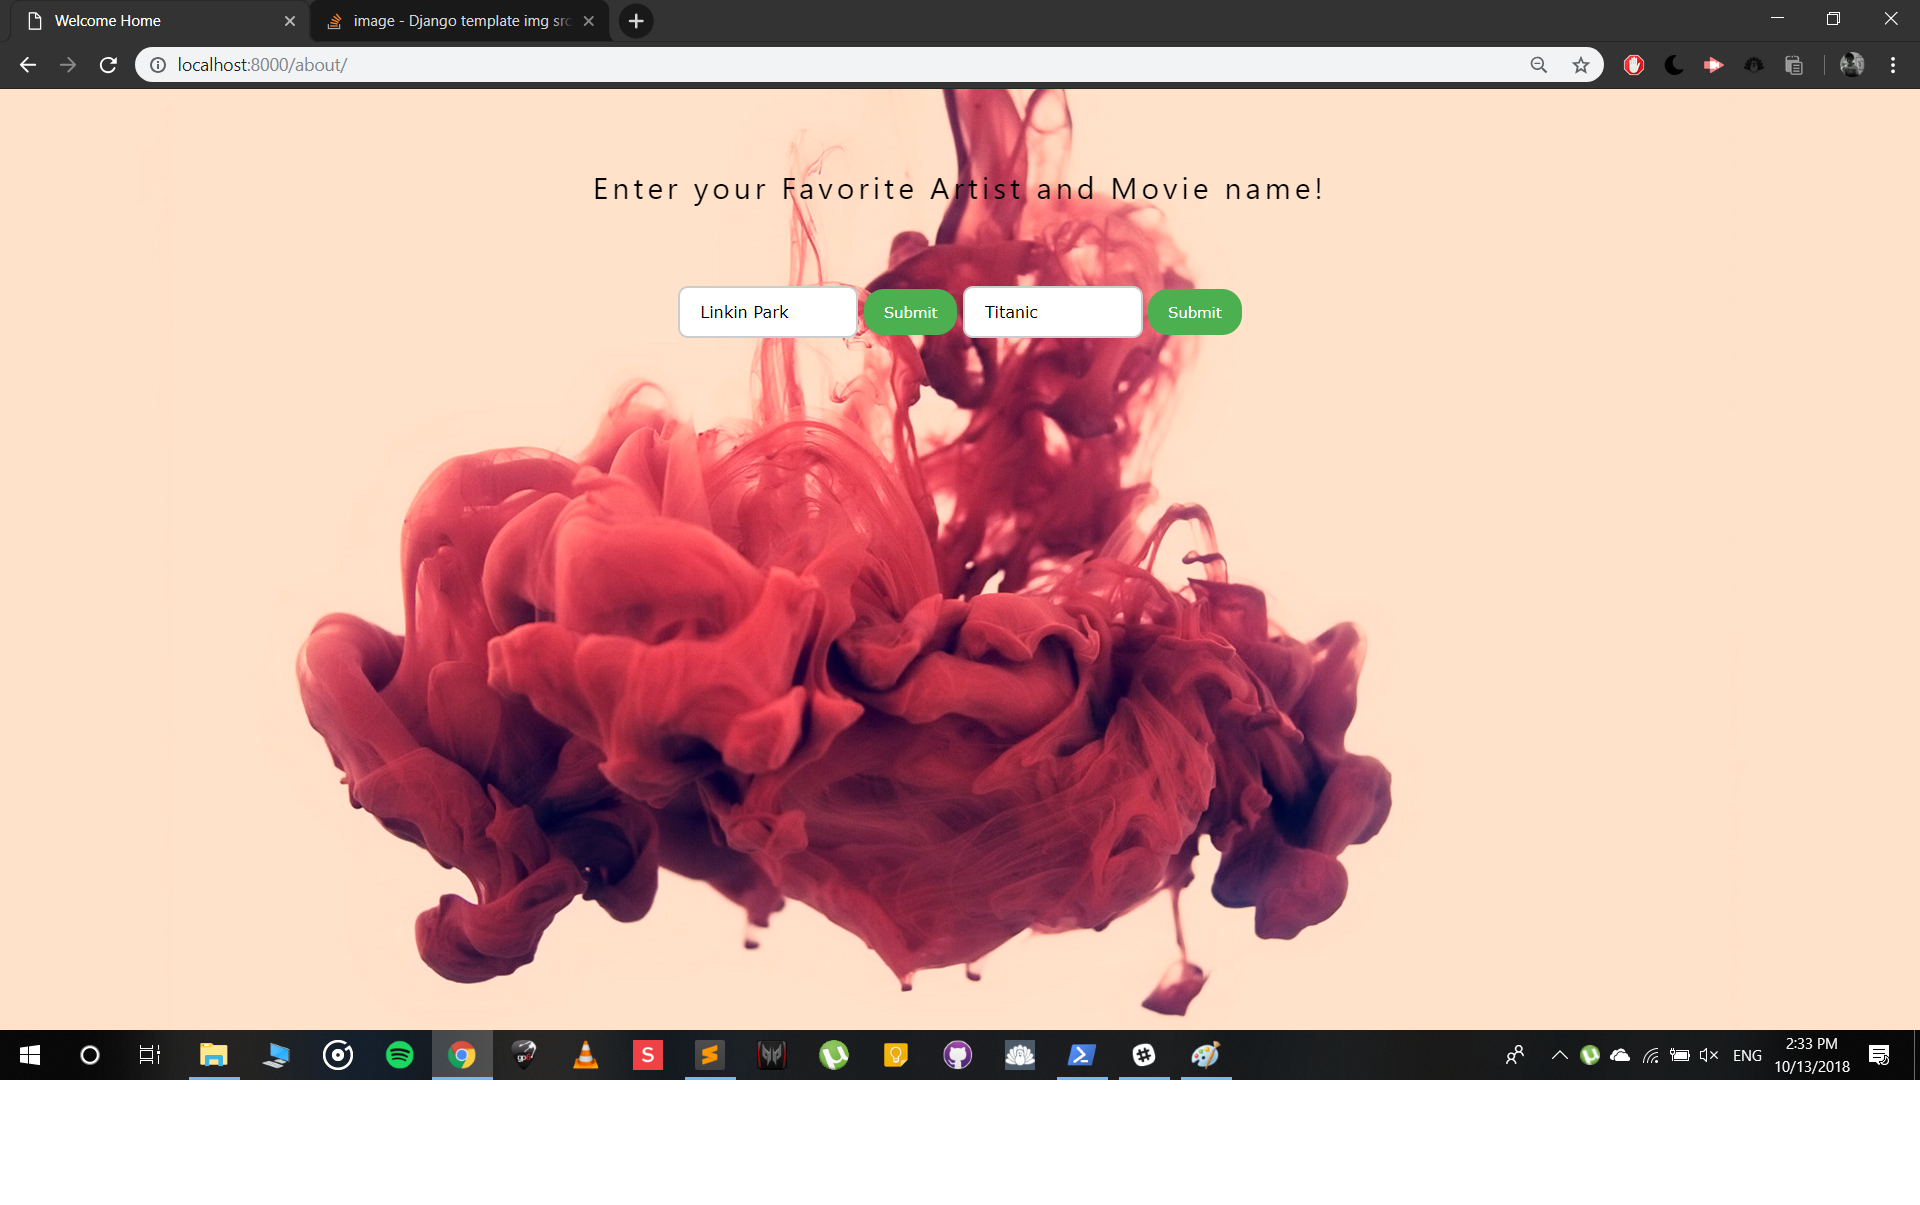 Welcome Home
image - Django template img src
localhost:8000/about/
Enter your Favorite Artist and Movie name!
Linkin Park Submit Titanic Submit
S
ENG
2:33 PM
10/13/2018